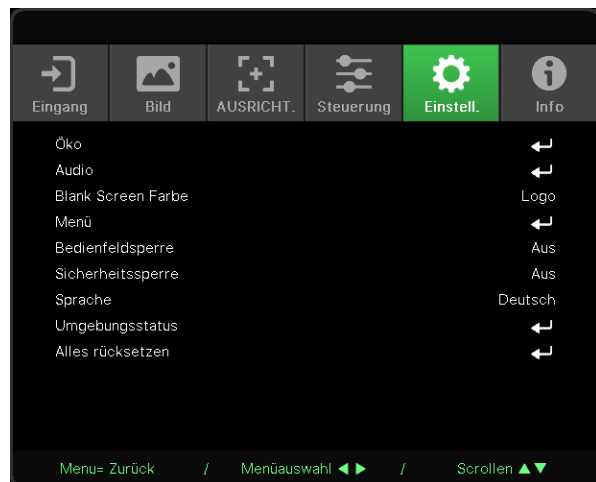 Eingang Bild AUSRICHT. Steuerung Einstell. Info
Öko
Audio
Blank Screen Farbe Logo
Menü
Bedienfeldsperre Aus
Sicherheitssperre Aus
Sprache Deutsch
Umgebungsstatus
Alles rücksetzen
Menu= Zurück / Menüauswahl ◀ ▶ / Scrollen ▲▼